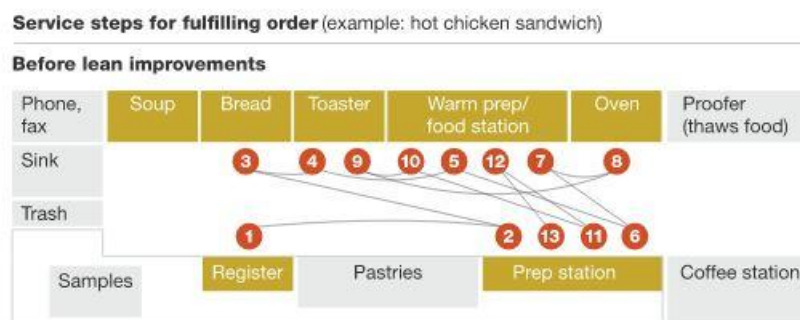 Service steps for fulfilling order (example: hot chicken sandwich)
Before lean improvements
Phone, fax
Soup
Bread
Toaster
Warm prep/
food station
Oven
Proofer
(thaws food)
Sink
3 4 9 10 5 12 7 8
Trash
1 2 13 11 6
Samples
Register
Pastries
Prep station
Coffee station